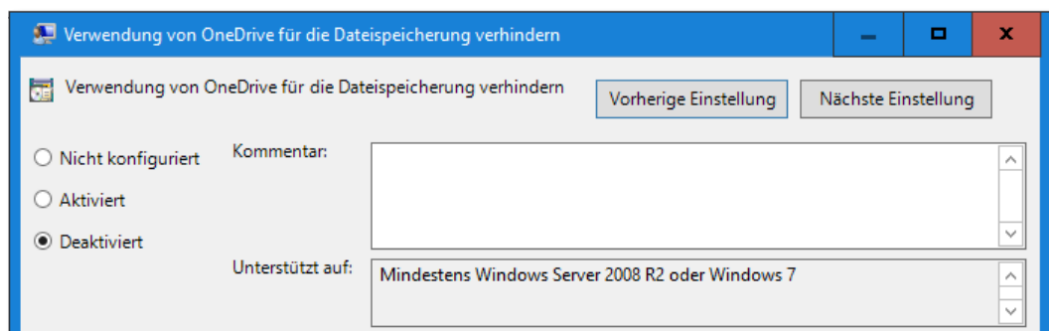 Verwendung von OneDrive für die Dateispeicherung verhindern
Verwendung von OneDrive für die Dateispeicherung verhindern
Vorherige Einstellung
Nächste Einstellung
Nicht konfiguriert
Kommentar:
Aktiviert
Deaktiviert
Unterstützt auf:
Mindestens Windows Server 2008 R2 oder Windows 7